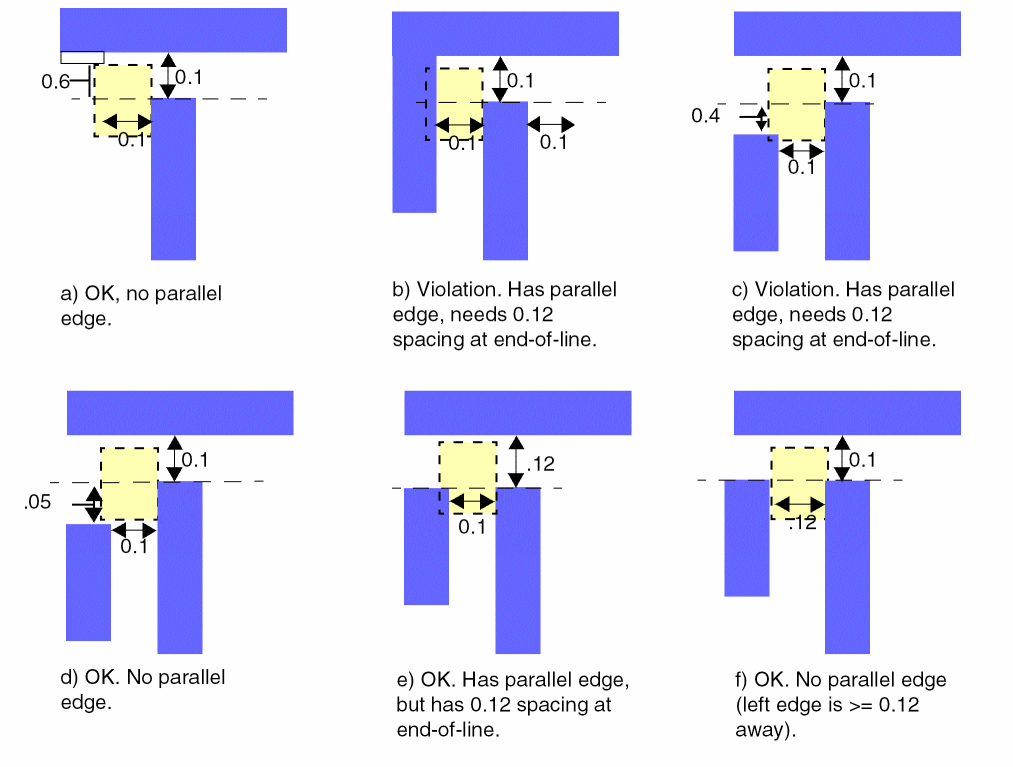 0.6
0.1
0.1
0.1
0.1
0.1
0.1
0.4
0.1
a) OK, no parallel
edge.
b) Violation. Has parallel
edge, needs 0.12
spacing at end-of-line.
c) Violation. Has parallel
edge, needs 0.12
spacing at end-of-line.
0.1
.05
0.1
.12
0.1
0.1
.12
d) OK. No parallel
edge.
e) OK. Has parallel edge,
but has 0.12 spacing at
end-of-line.
f) OK. No parallel edge
(left edge is >= 0.12
away).